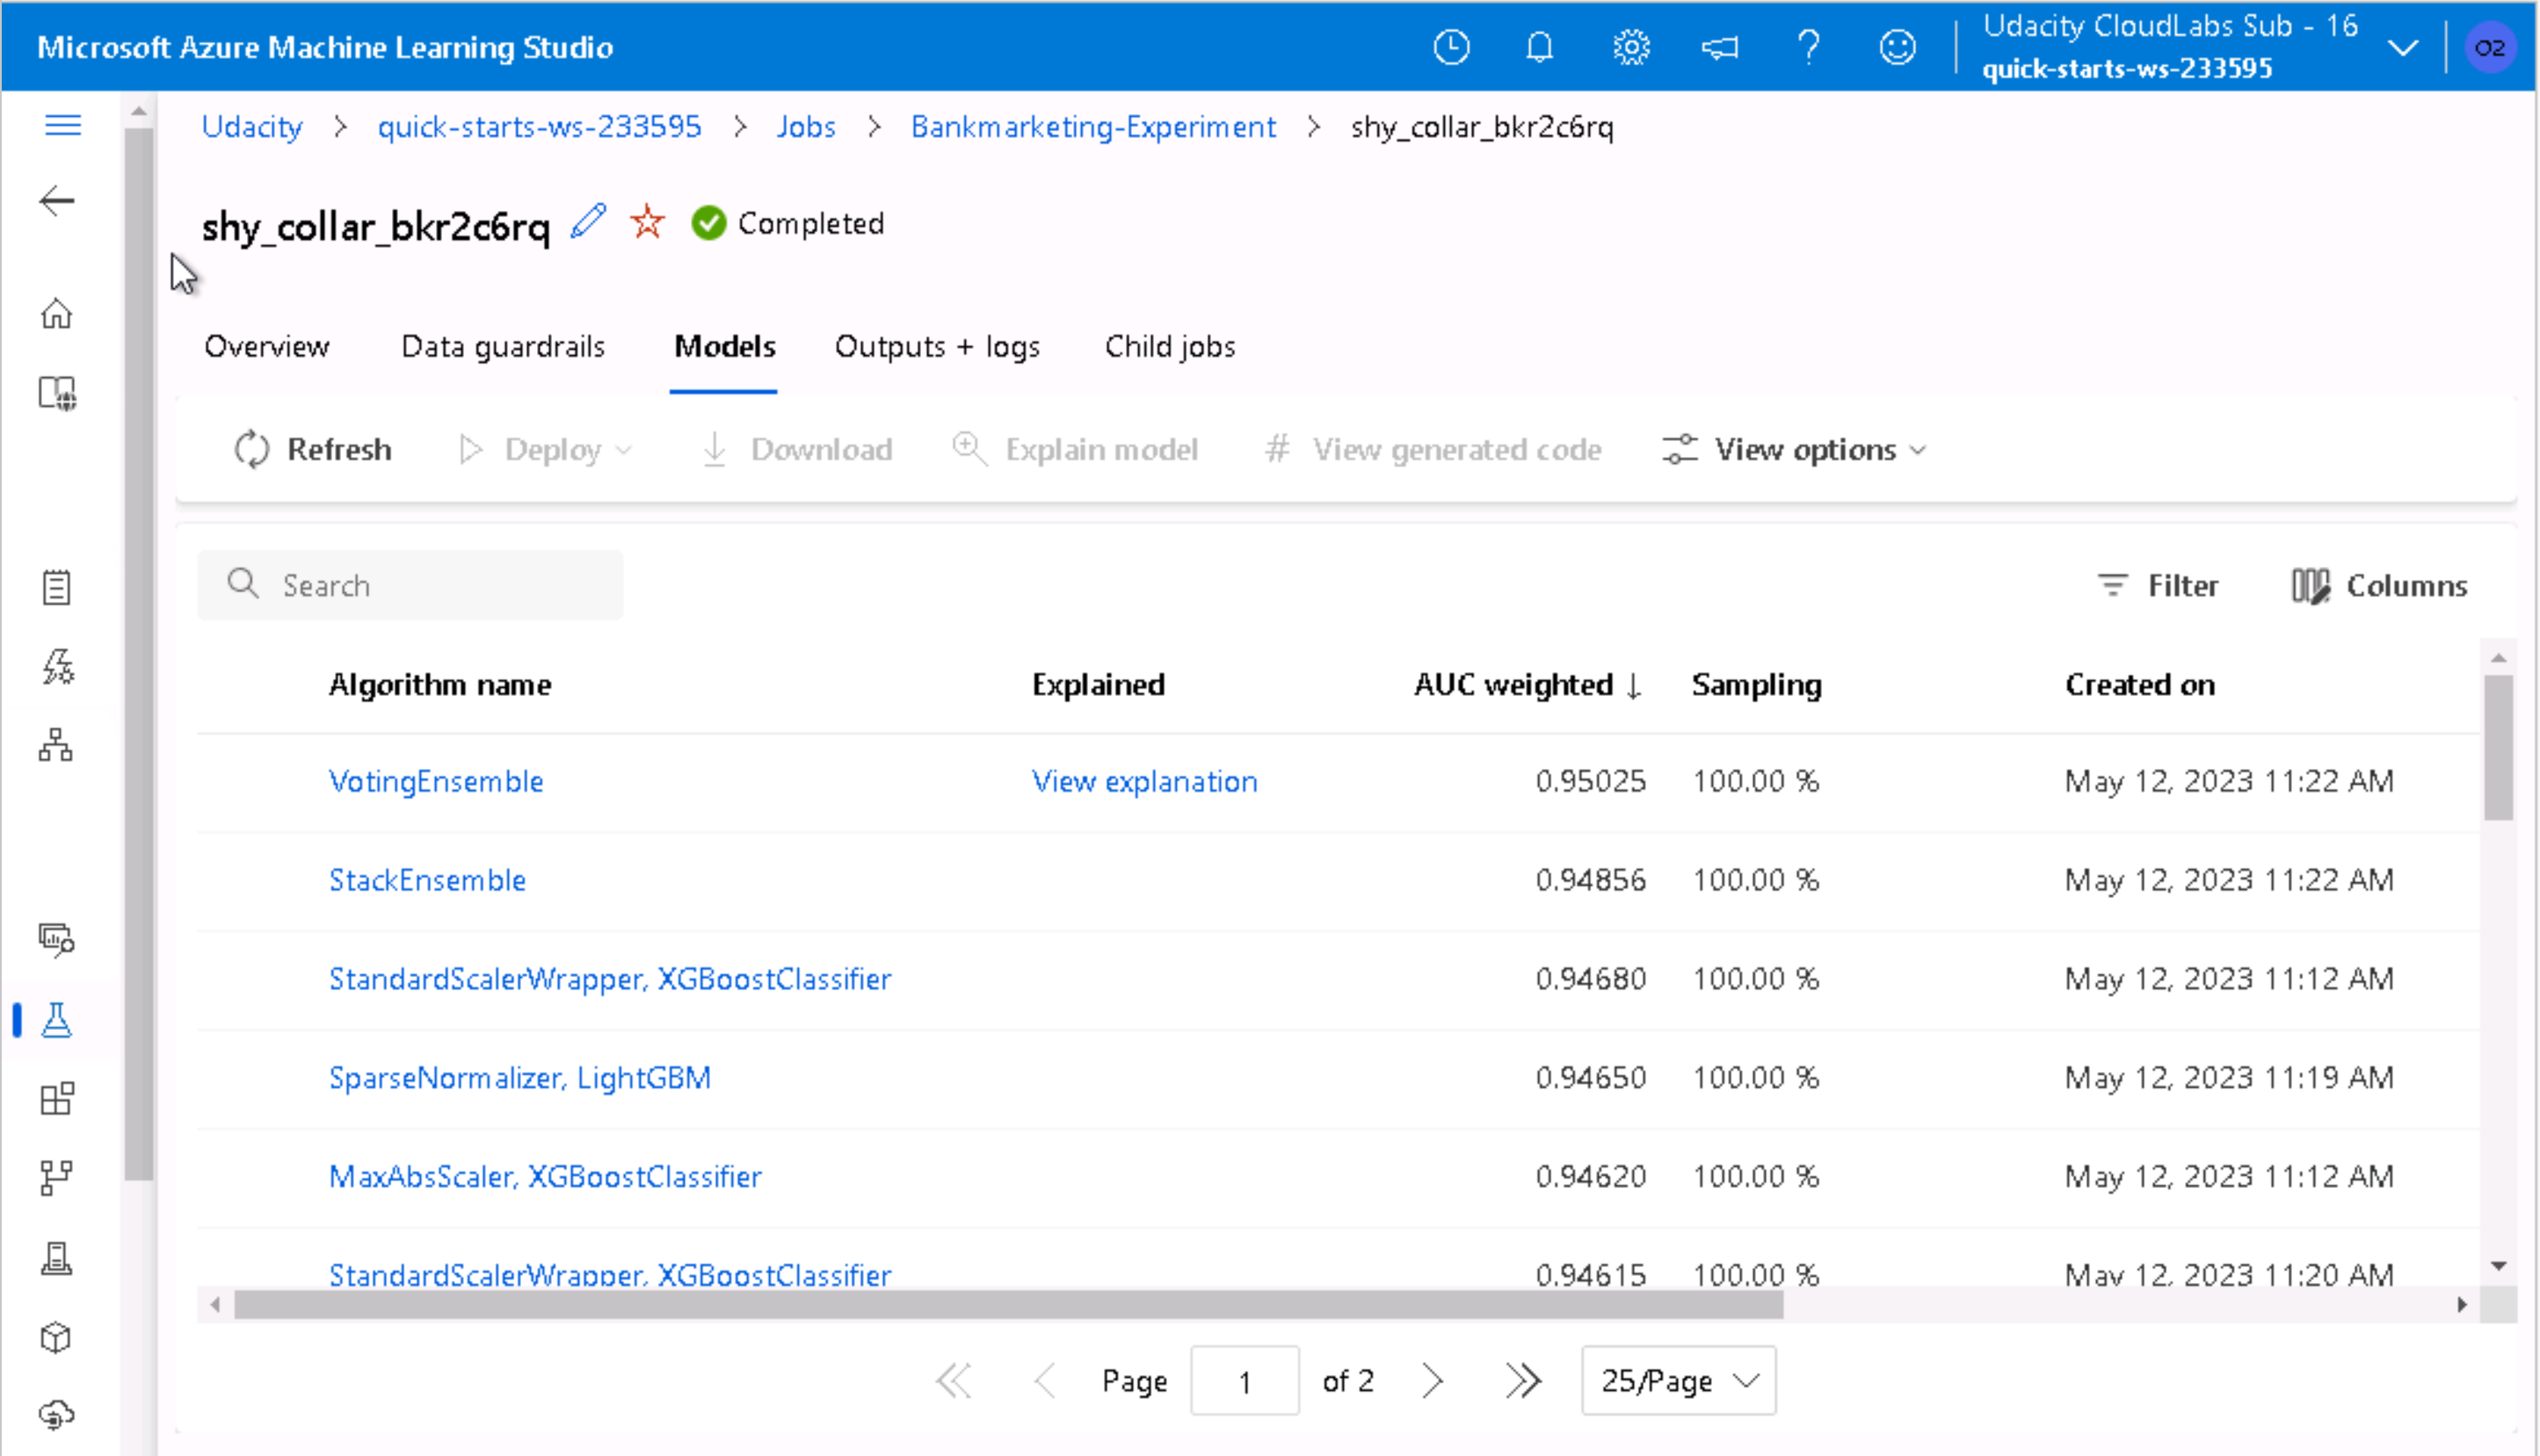 Microsoft Azure Machine Learning Studio
Udacity CloudLabs Sub - 16
quick-starts-ws-233595
O2
Udacity > quick-starts-ws-233595 > Jobs > Bankmarketing-Experiment > shy_collar_bkr2c6rq
shy_collar_bkr2c6rq Completed
Overview Data guardrails Models Outputs + logs Child jobs
Refresh Deploy Download Explain model # View generated code View options
Search Filter Columns
Algorithm name Explained AUC weighted ↓ Sampling Created on
VotingEnsemble View explanation 0.95025 100.00 % May 12, 2023 11:22 AM
StackEnsemble 0.94856 100.00 % May 12, 2023 11:22 AM
StandardScalerWrapper, XGBoostClassifier 0.94680 100.00 % May 12, 2023 11:12 AM
SparseNormalizer, LightGBM 0.94650 100.00 % May 12, 2023 11:19 AM
MaxAbsScaler, XGBoostClassifier 0.94620 100.00 % May 12, 2023 11:12 AM
StandardScalerWrapper, XGBoostClassifier 0.94615 100.00 % May 12, 2023 11:20 AM
Page 1 of 2 25/Page